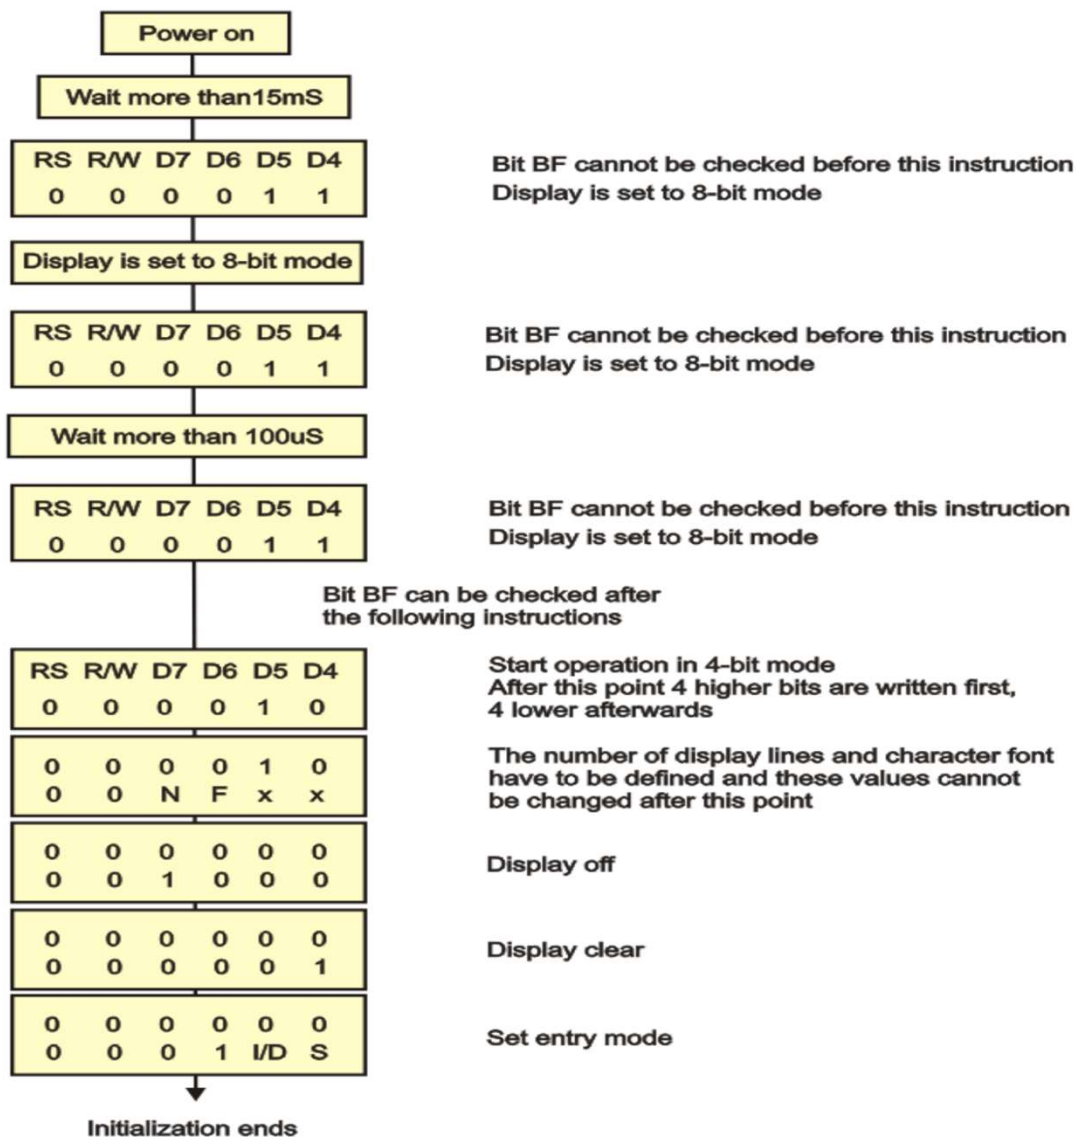 Power on
Wait more than15mS
RS R/W D7 D6 D5 D4
0 0 0 0 1 1
Bit BF cannot be checked before this instruction
Display is set to 8-bit mode
Display is set to 8-bit mode
RS R/W D7 D6 D5 D4
0 0 0 0 1 1
Bit BF cannot be checked before this instruction
Display is set to 8-bit mode
Wait more than 100uS
RS R/W D7 D6 D5 D4
0 0 0 0 1 1
Bit BF cannot be checked before this instruction
Display is set to 8-bit mode
Bit BF can be checked after
the following instructions
RS R/W D7 D6 D5 D4
0 0 0 0 1 0
Start operation in 4-bit mode
After this point 4 higher bits are written first,
4 lower afterwards
0 0 0 0 1 0
0 0 N F x x
The number of display lines and character font
have to be defined and these values cannot
be changed after this point
0 0 0 0 0 0
0 0 1 0 0 0
Display off
0 0 0 0 0 0
0 0 0 0 0 1
Display clear
0 0 0 0 0 0
0 0 0 1 I/D S
Set entry mode
Initialization ends